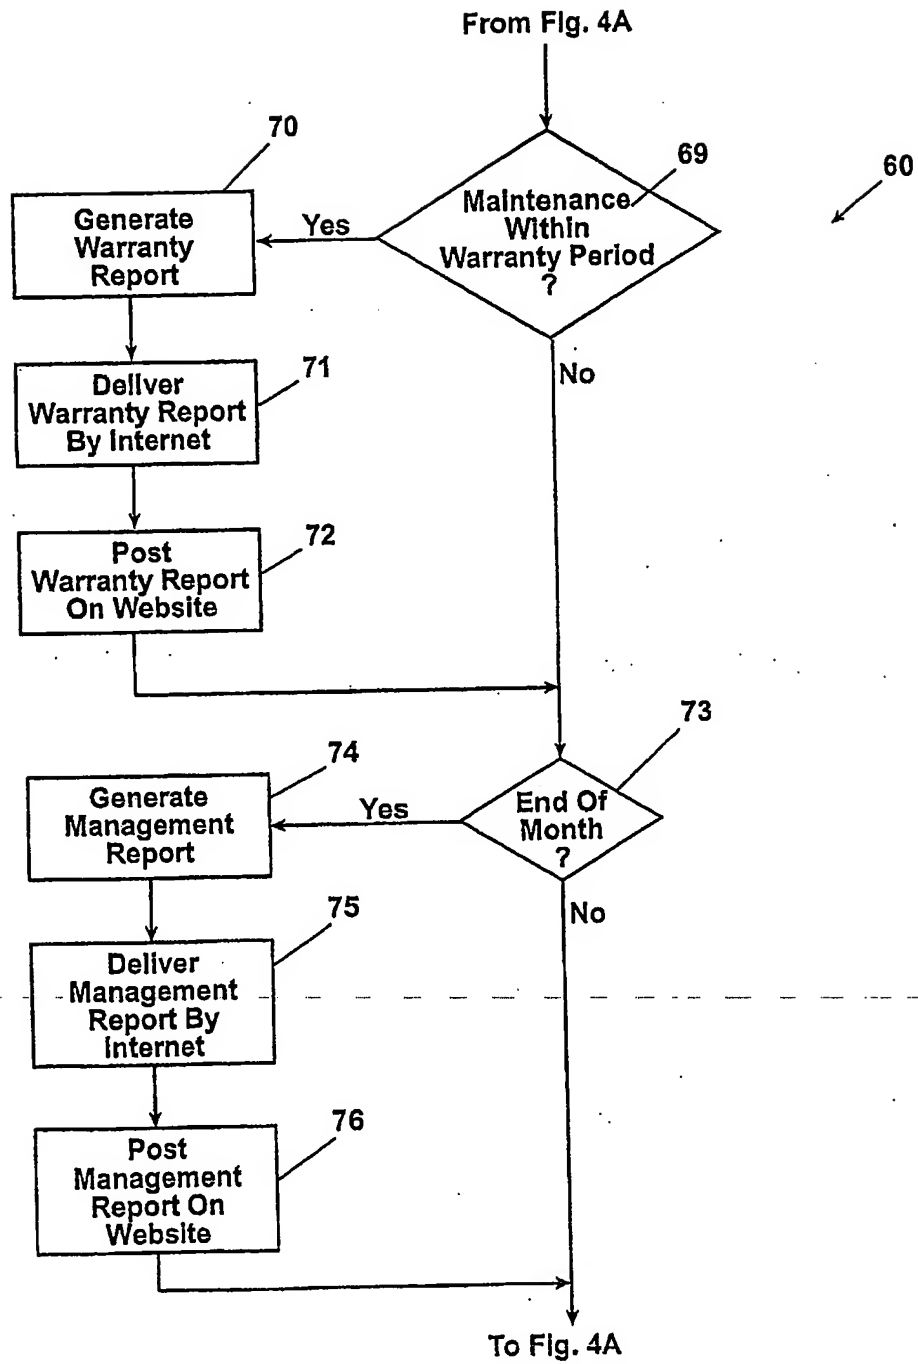 From Fig. 4A
70
69
60
Maintenance
Within
Warranty Period
?
Yes
Generate
Warranty
Report
No
71
Deliver
Warranty Report
By Internet
72
Post
Warranty Report
On Website
73
End Of
Month
?
Yes
74
Generate
Management
Report
No
75
Deliver
Management
Report By
Internet
76
Post
Management
Report On
Website
To Fig. 4A